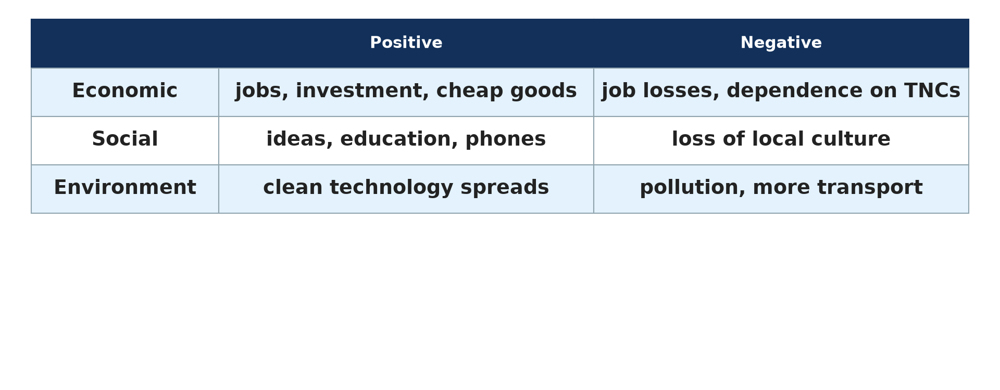 Positive Negative
Economic jobs, investment, cheap goods job losses, dependence on TNCs
Social ideas, education, phones loss of local culture
Environment clean technology spreads pollution, more transport